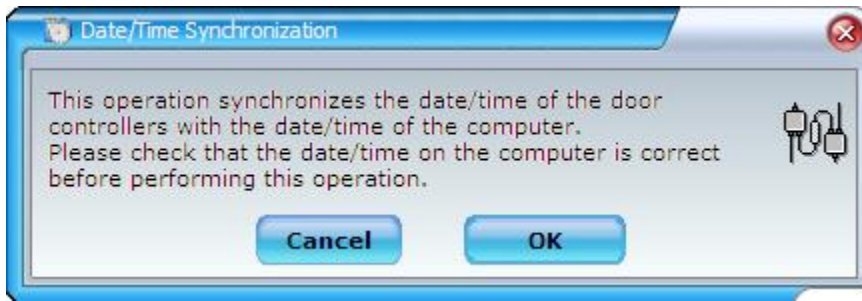 Date/Time Synchronization
This operation synchronizes the date/time of the door
controllers with the date/time of the computer.
Please check that the date/time on the computer is correct
before performing this operation.
Cancel
OK